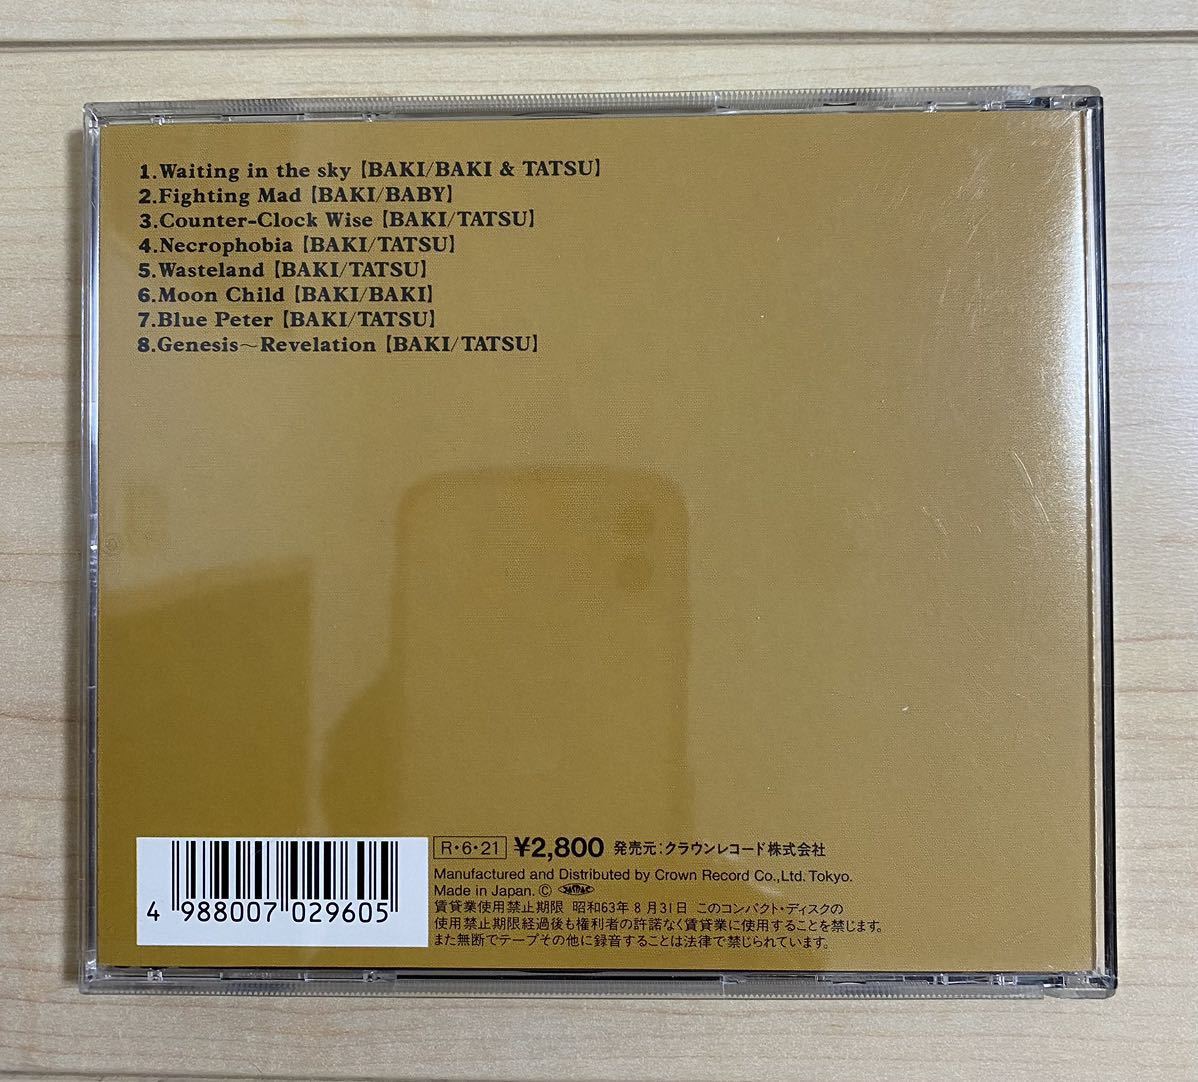 1.Waiting in the sky【BAKI/BAKI & TATSU】
2.Fighting Mad【BAKI/BABY】
3.Counter-Clock Wise【BAKI/TATSU】
4.Necrophobia【BAKI/TATSU】
5.Wasteland【BAKI/TATSU】
6.Moon Child【BAKI/BAKI】
7.Blue Peter【BAKI/TATSU】
8.Genesis～Revelation【BAKI/TATSU】
R・6・21 ¥2,800 発売元:クラウンレコード株式会社
Manufactured and Distributed by Crown Record Co.,Ltd. Tokyo.
Made in Japan. Ⓒ JASRAC
賃貸業使用禁止期限 昭和63年8月31日 このコンパクト・ディスクの
使用禁止期限経過後も権利者の許諾なく賃貸業に使用することを禁じます。
また無断でテープその他に録音することは法律で禁じられています。
4 988007 029605